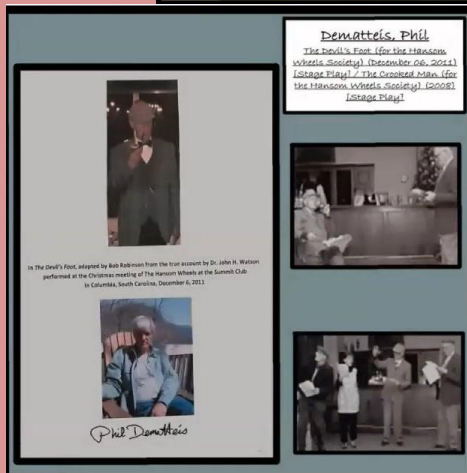 Dematteis, Phil
The Devil's Foot (for the Hansom
Wheels Society) (December 06, 2011)
[Stage Play] / The Crooked Man (for
the Hansom Wheels Society) (2008)
[Stage Play]
In The Devil's Foot, adapted by Bob Robinson from the true account by Dr. John H. Watson
performed at the Christmas meeting of The Hansom Wheels at the Summit Club
in Columbia, South Carolina, December 6, 2011
Phil Dematteis